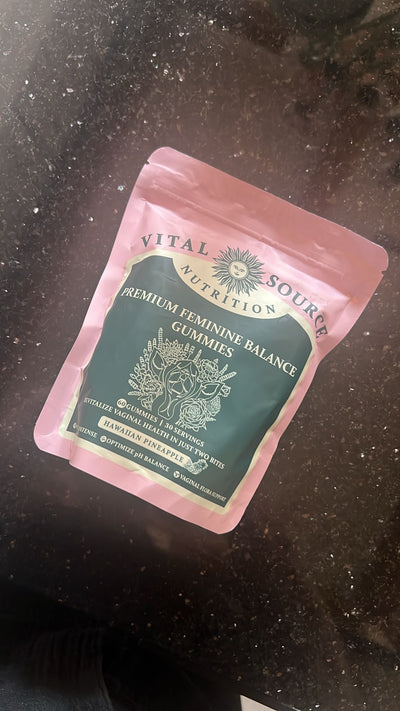 VITAL SOURCE
NUTRITION
PREMIUM FEMININE BALANCE
GUMMIES
60 GUMMIES | 30 SERVINGS
VITALIZE VAGINAL HEALTH IN JUST TWO BITES
HAWAIIAN PINEAPPLE
OPTIMIZE pH BALANCE
VAGINAL FLORA SUPPORT